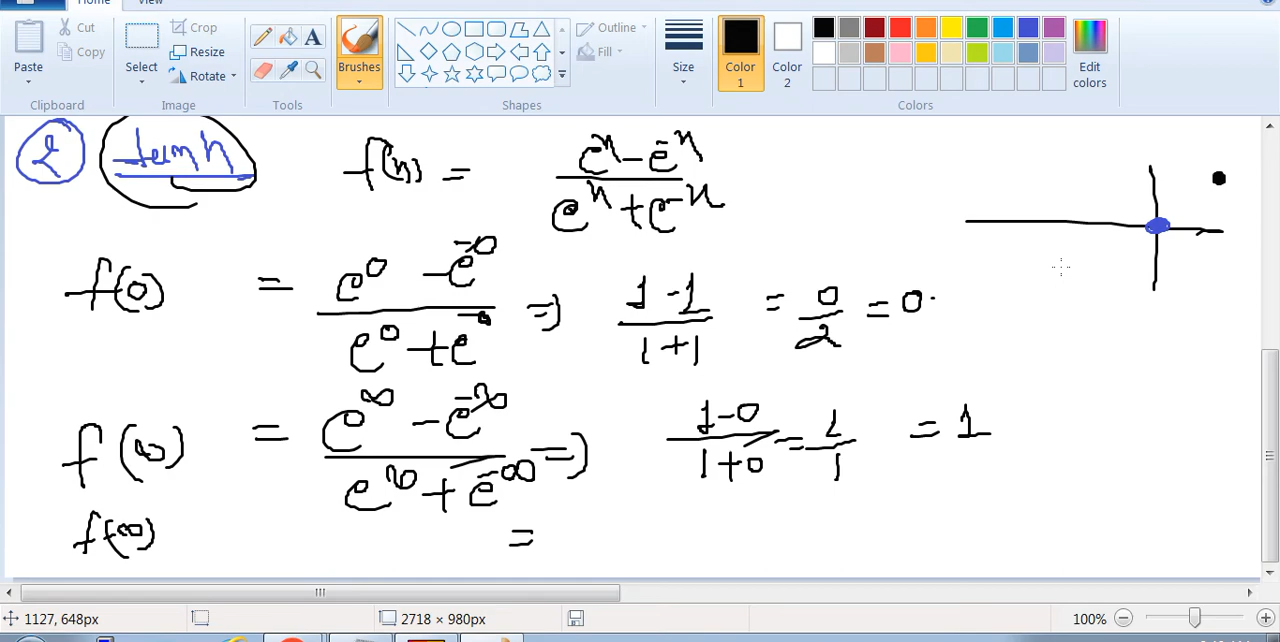 Home View
Cut
Copy
Paste
Clipboard
Crop
Resize
Rotate
Select
Image
A
Tools
Brushes
Outline
Fill
Shapes
Size
Color 1
Color 2
Edit colors
Colors
2 tanh f(x) = (e^x - e^-x) / (e^x + e^-x)
f(0) = (e^0 - e^-0) / (e^0 + e^-0) => (1-1) / (1+1) = 0/2 = 0.
f(∞) = (e^∞ - e^-∞) / (e^∞ + e^-∞) => (1-0) / (1+0) = 1/1 = 1
f(∞) =
1127, 648px
2718 × 980px
100%